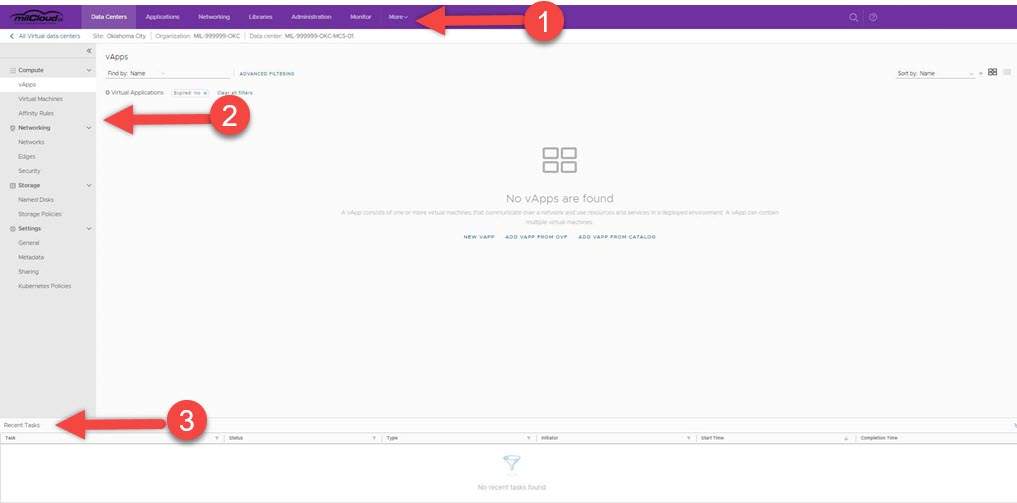 milCloud Data Centers Applications Networking Libraries Administration Monitor More 1
All Virtual data centers Site: Oklahoma City Organization: MIL-999999-OKC Data center: MIL-999999-OKC-MCS-01
vApps
Find by: Name ADVANCED FILTERING Sort by: Name
0 Virtual Applications Expired: No Clear all filters
2
Compute
vApps
Virtual Machines
Affinity Rules
Networking
Networks
Edges
Security
Storage
Named Disks
Storage Policies
Settings
General
Metadata
Sharing
Kubernetes Policies
No vApps are found
A vApp consists of one or more virtual machines, that communicate over a network and use resources and services in a deployed environment. A vApp can contain
multiple virtual machines.
NEW VAPP ADD VAPP FROM OVF ADD VAPP FROM CATALOG
Recent Tasks 3
Task Status Type Initiator Start Time Completion Time
No recent tasks found